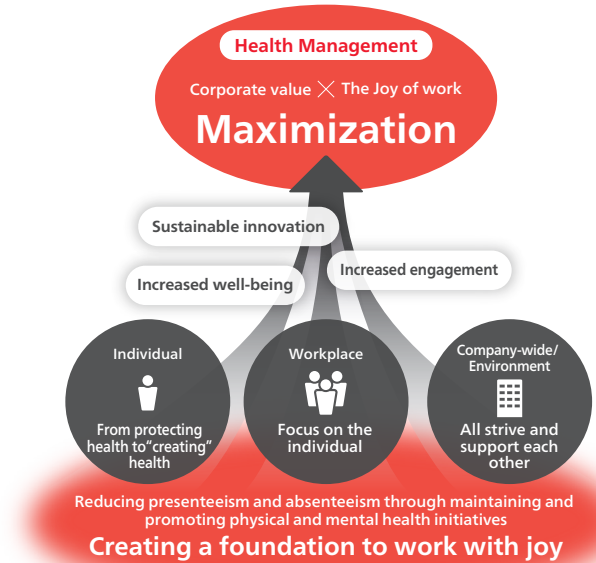 Health Management
Corporate value × The Joy of work
Maximization
Sustainable innovation
Increased well-being
Increased engagement
Individual
From protecting
health to“creating”
health
Workplace
Focus on the
individual
Company-wide/
Environment
All strive and
support each
other
Reducing presenteeism and absenteeism through maintaining and
promoting physical and mental health initiatives
Creating a foundation to work with joy